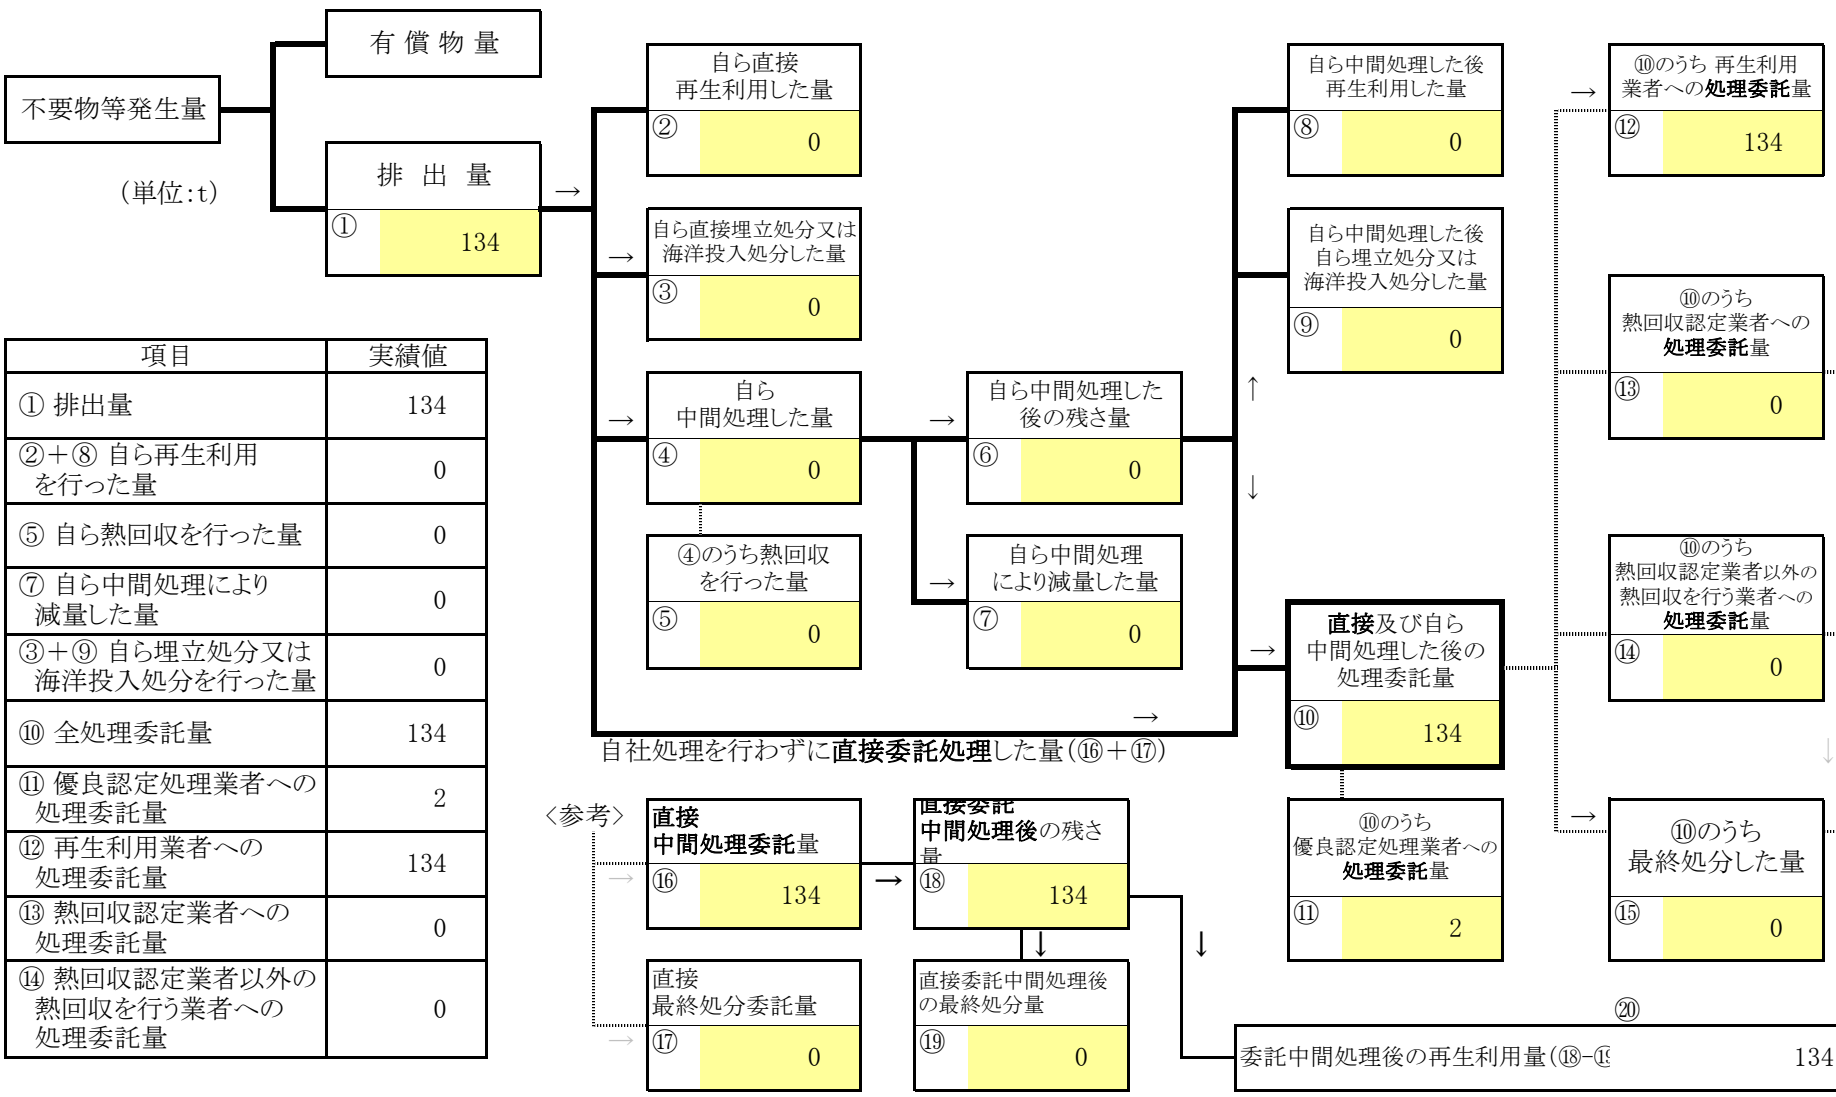 有 償 物 量
不要物等発生量
(単位:t)
排 出 量
→
①
134
自ら直接
再生利用した量
②
0
→
自ら直接埋立処分又は
海洋投入処分した量
③
0
→
自ら
中間処理した量
④
0
④のうち熱回収
を行った量
⑤
0
→
自ら中間処理した
後の残さ量
⑥
0
→
自ら中間処理
により減量した量
⑦
0
自ら中間処理した後
再生利用した量
⑧
0
自ら中間処理した後
自ら埋立処分又は
海洋投入処分した量
⑨
0
↑
↓
→
直接及び自ら
中間処理した後の
処理委託量
⑩
134
⑩のうち
優良認定処理業者への
処理委託量
⑪
2
→
⑩のうち 再生利用
業者への処理委託量
⑫
134
⑩のうち
熱回収認定業者への
処理委託量
⑬
0
⑩のうち
熱回収認定業者以外の
熱回収を行う業者への
処理委託量
⑭
0
↓
→
⑩のうち
最終処分した量
⑮
0
→
自社処理を行わずに直接委託処理した量(⑯+⑰)
<参考>
→
直接
中間処理委託量
⑯
134
→
直接
最終処分委託量
⑰
0
→
直接委託
中間処理後の残さ
量
⑱
134
↓
直接委託中間処理後
の最終処分量
⑲
0
↓
⑳
委託中間処理後の再生利用量(⑱-⑲
134
項目 実績値
① 排出量 134
②+⑧ 自ら再生利用
を行った量 0
⑤ 自ら熱回収を行った量 0
⑦ 自ら中間処理により
減量した量 0
③+⑨ 自ら埋立処分又は
海洋投入処分を行った量 0
⑩ 全処理委託量 134
⑪ 優良認定処理業者への
処理委託量 2
⑫ 再生利用業者への
処理委託量 134
⑬ 熱回収認定業者への
処理委託量 0
⑭ 熱回収認定業者以外の
熱回収を行う業者への
処理委託量 0